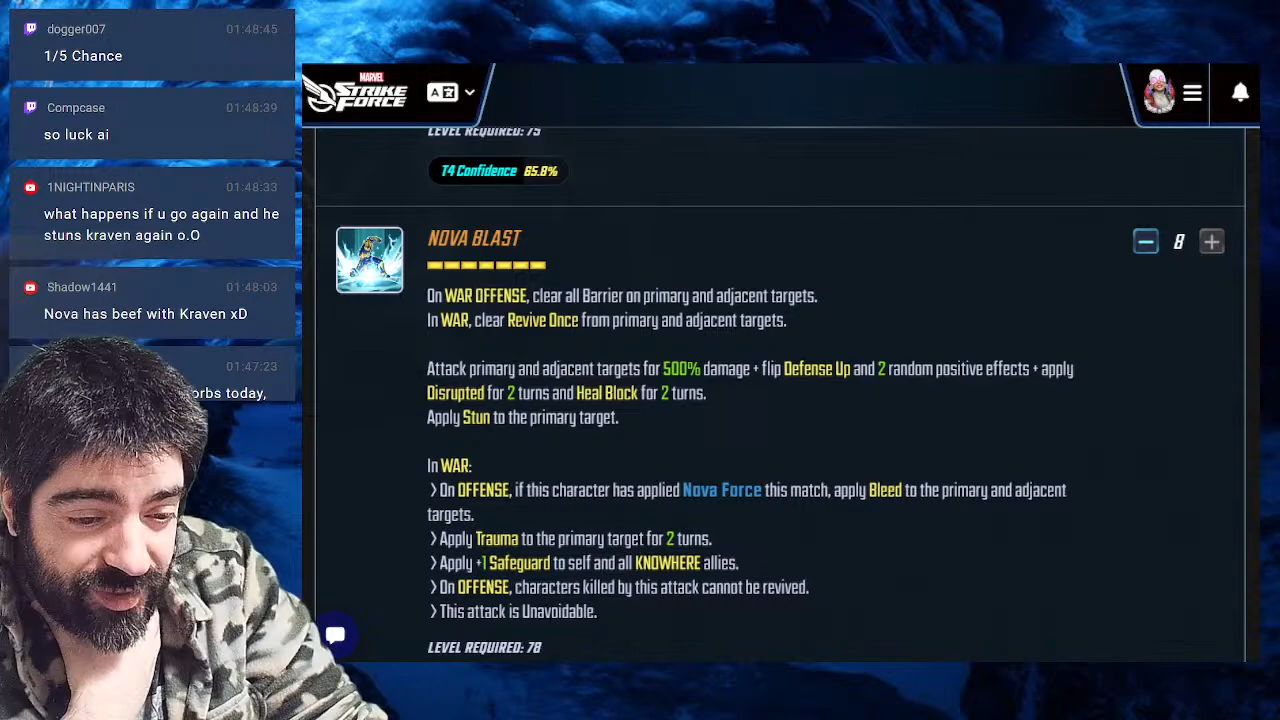 dogger007 01:48:45
1/5 Chance
Compcase 01:48:39
so luck ai
1NIGHTINPARIS 01:48:33
what happens if u go again and he
stuns kraven again o.O
Shadow1441 01:48:03
Nova has beef with Kraven xD
01:47:23
orbs today,
MARVEL
STRIKE
FORCE
LEVEL REQUIRED: 75
T4 Confidence 65.8%
NOVA BLAST
8
On WAR OFFENSE, clear all Barrier on primary and adjacent targets.
In WAR, clear Revive Once from primary and adjacent targets.
Attack primary and adjacent targets for 500% damage + flip Defense Up and 2 random positive effects + apply
Disrupted for 2 turns and Heal Block for 2 turns.
Apply Stun to the primary target.
In WAR:
On OFFENSE, if this character has applied Nova Force this match, apply Bleed to the primary and adjacent
targets.
Apply Trauma to the primary target for 2 turns.
Apply +1 Safeguard to self and all KNOWHERE allies.
On OFFENSE, characters killed by this attack cannot be revived.
This attack is Unavoidable.
LEVEL REQUIRED: 78